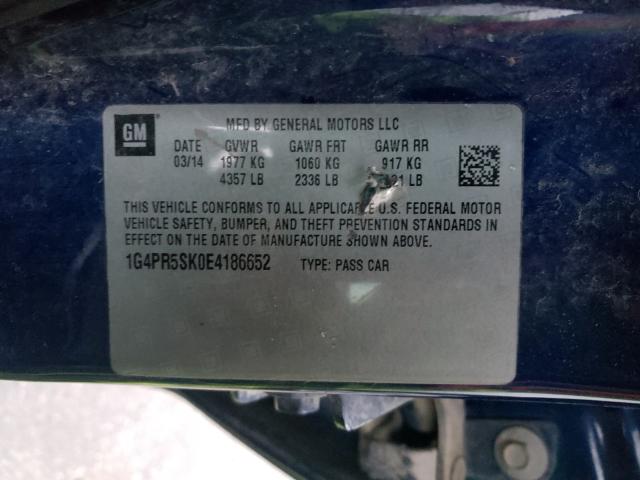 GM
MFD BY GENERAL MOTORS LLC
DATE GVWR GAWR FRT GAWR RR
03/14 1977 KG 1060 KG 917 KG
4357 LB 2336 LB 21 LB
THIS VEHICLE CONFORMS TO ALL APPLICABLE U.S. FEDERAL MOTOR
VEHICLE SAFETY, BUMPER, AND THEFT PREVENTION STANDARDS IN
EFFECT ON THE DATE OF MANUFACTURE SHOWN ABOVE.
1G4PR5SK0E4186652 TYPE: PASS CAR